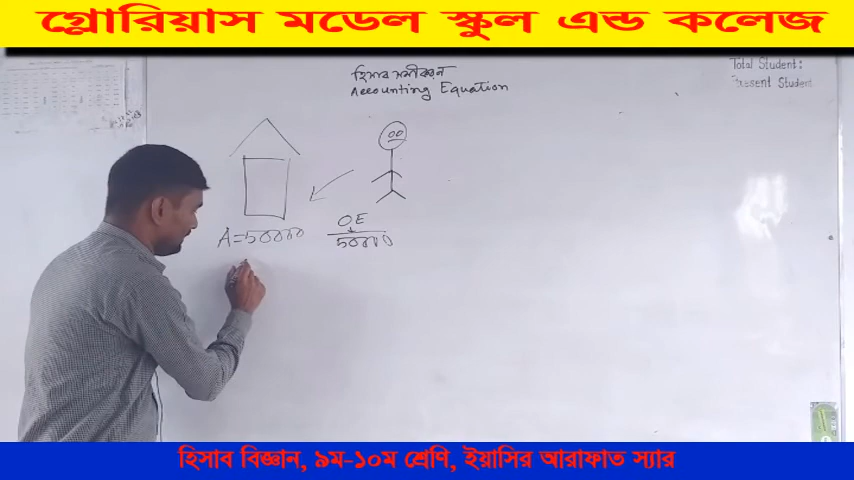 গ্লোরিয়াস মডেল স্কুল এন্ড কলেজ
হিসাব সমীকরণ
Accounting Equation
Total Student:
Present Student
OE
A = 50000
50000
হিসাব বিজ্ঞান, ৯ম-১০ম শ্রেণি, ইয়াসির আরাফাত স্যার